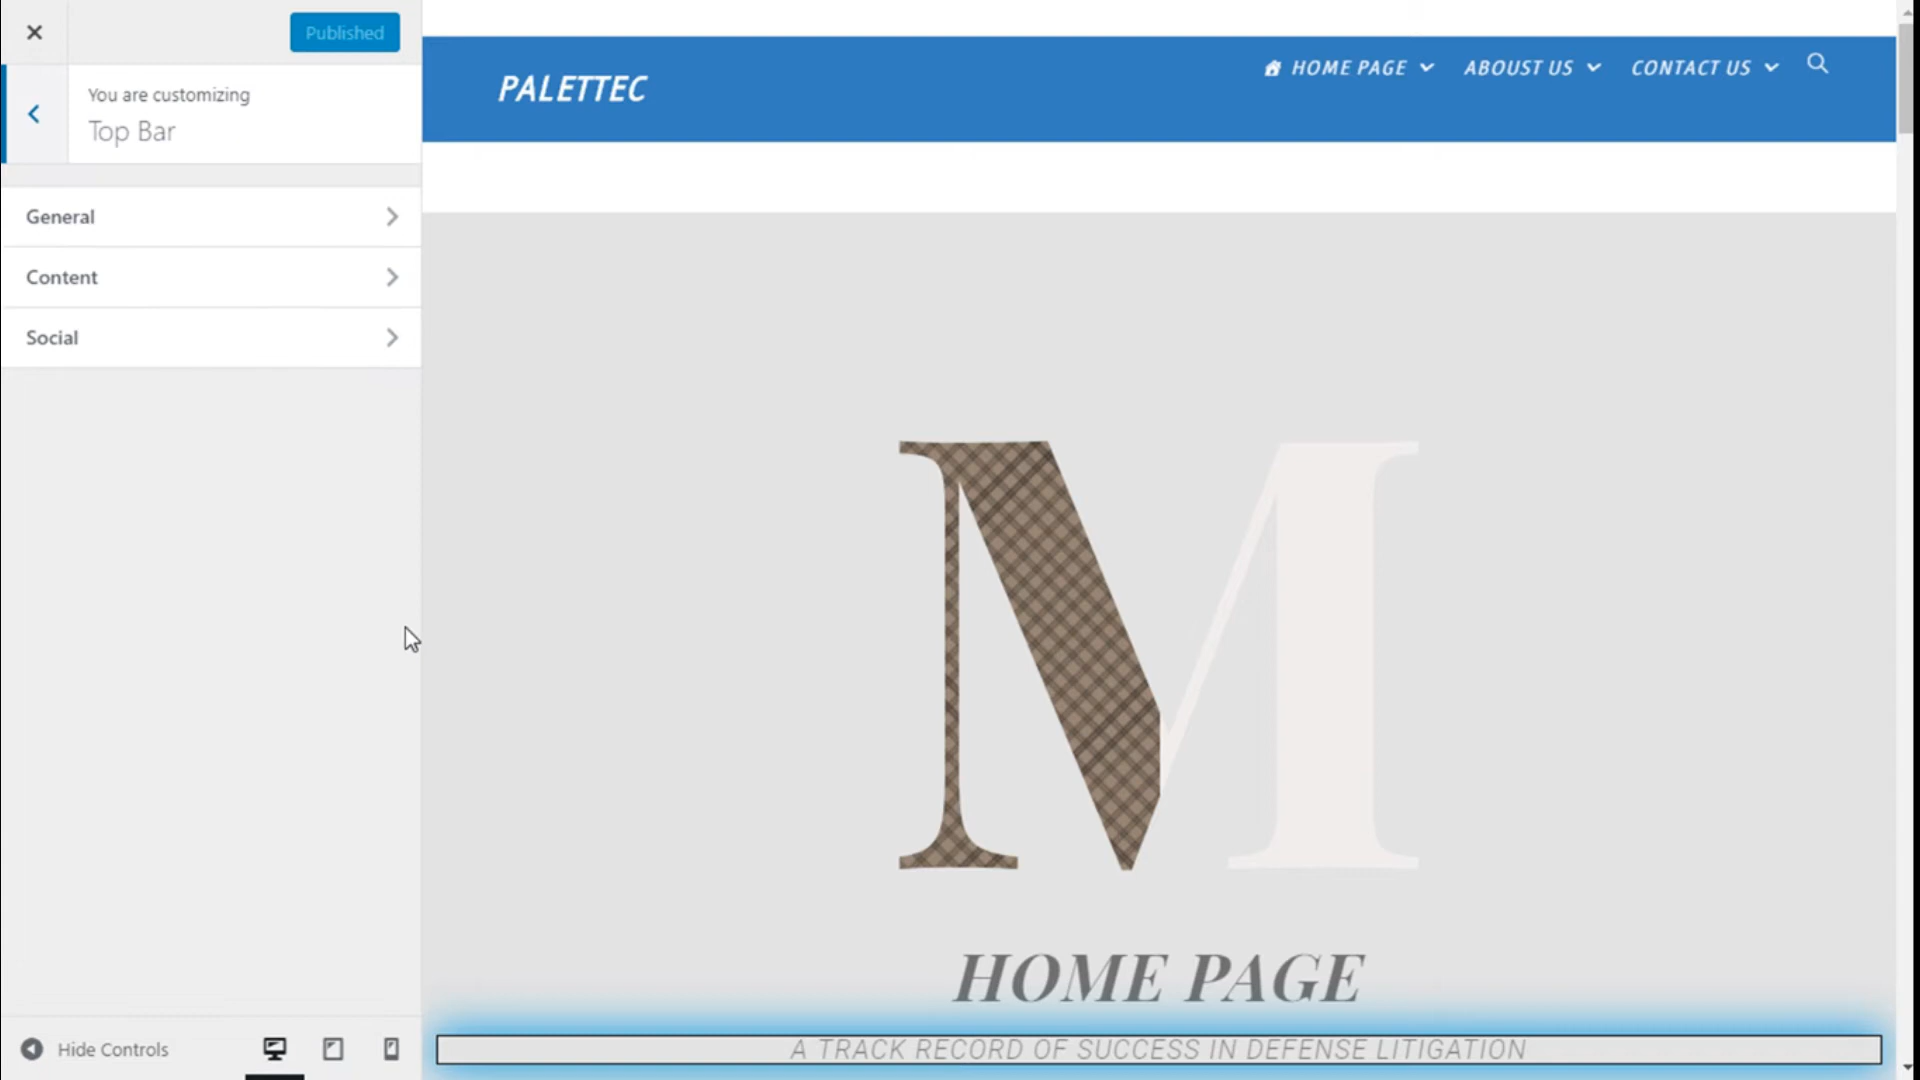 Published
You are customizing
Top Bar
General
Content
Social
Hide Controls
PALETTEC
HOME PAGE
ABOUST US
CONTACT US
M
HOME PAGE
A TRACK RECORD OF SUCCESS IN DEFENSE LITIGATION